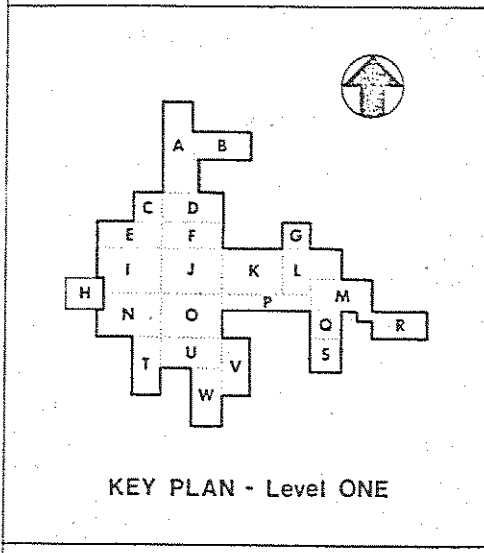 A B
C D
E F G
I J K L
H M
N O P
Q R
T U V S
W
KEY PLAN - Level ONE